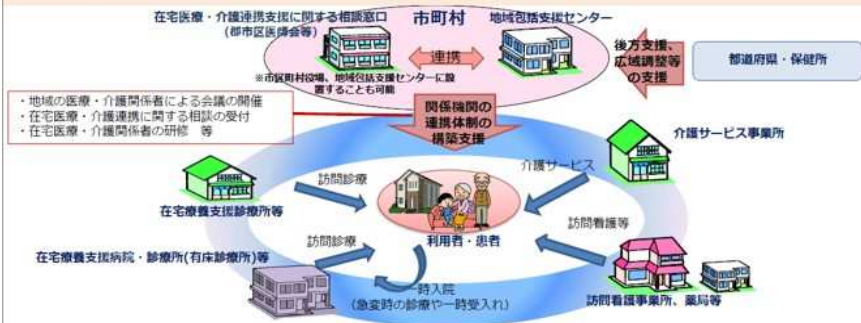 在宅医療・介護連携支援に関する相談窓口
(郡市区医師会等)
市町村
地域包括支援センター
連携
※市区町村役場、地域包括支援センターに設
置することも可能
後方支援、
広域調整等
の支援
都道府県・保健所
・地域の医療・介護関係者による会議の開催
・在宅医療・介護連携に関する相談の受付
・在宅医療・介護関係者の研修 等
関係機関の
連携体制の
構築支援
介護サービス事業所
介護サービス
訪問診療
在宅療養支援診療所等
利用者・患者
訪問看護等
訪問診療
在宅療養支援病院・診療所(有床診療所)等
一時入院
(急変時の診療や一時受入れ)
訪問看護事業所、薬局等